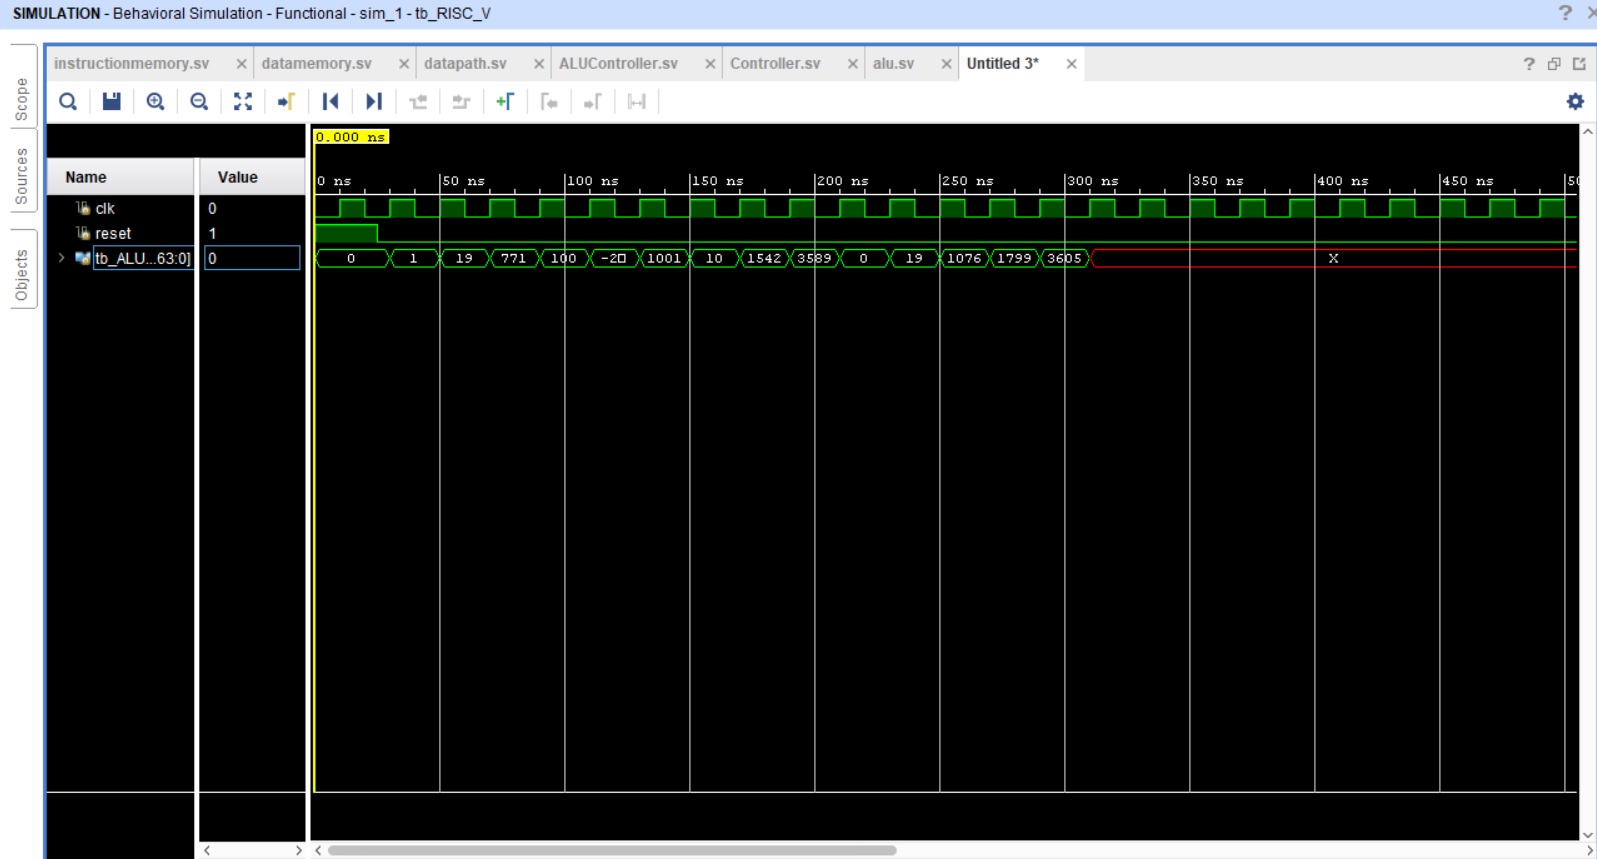 SIMULATION - Behavioral Simulation - Functional - sim_1 - tb_RISC_V
instructionmemory.sv datamemory.sv datapath.sv ALUController.sv Controller.sv alu.sv Untitled 3*
Scope
Sources
Objects
0.000 ns
Name Value
0 ns 50 ns 100 ns 150 ns 200 ns 250 ns 300 ns 350 ns 400 ns 450 ns
clk 0
reset 1
tb_ALU...63:0] 0 0 1 19 771 100 -2 1001 10 1542 3589 0 19 1076 1799 3605 X